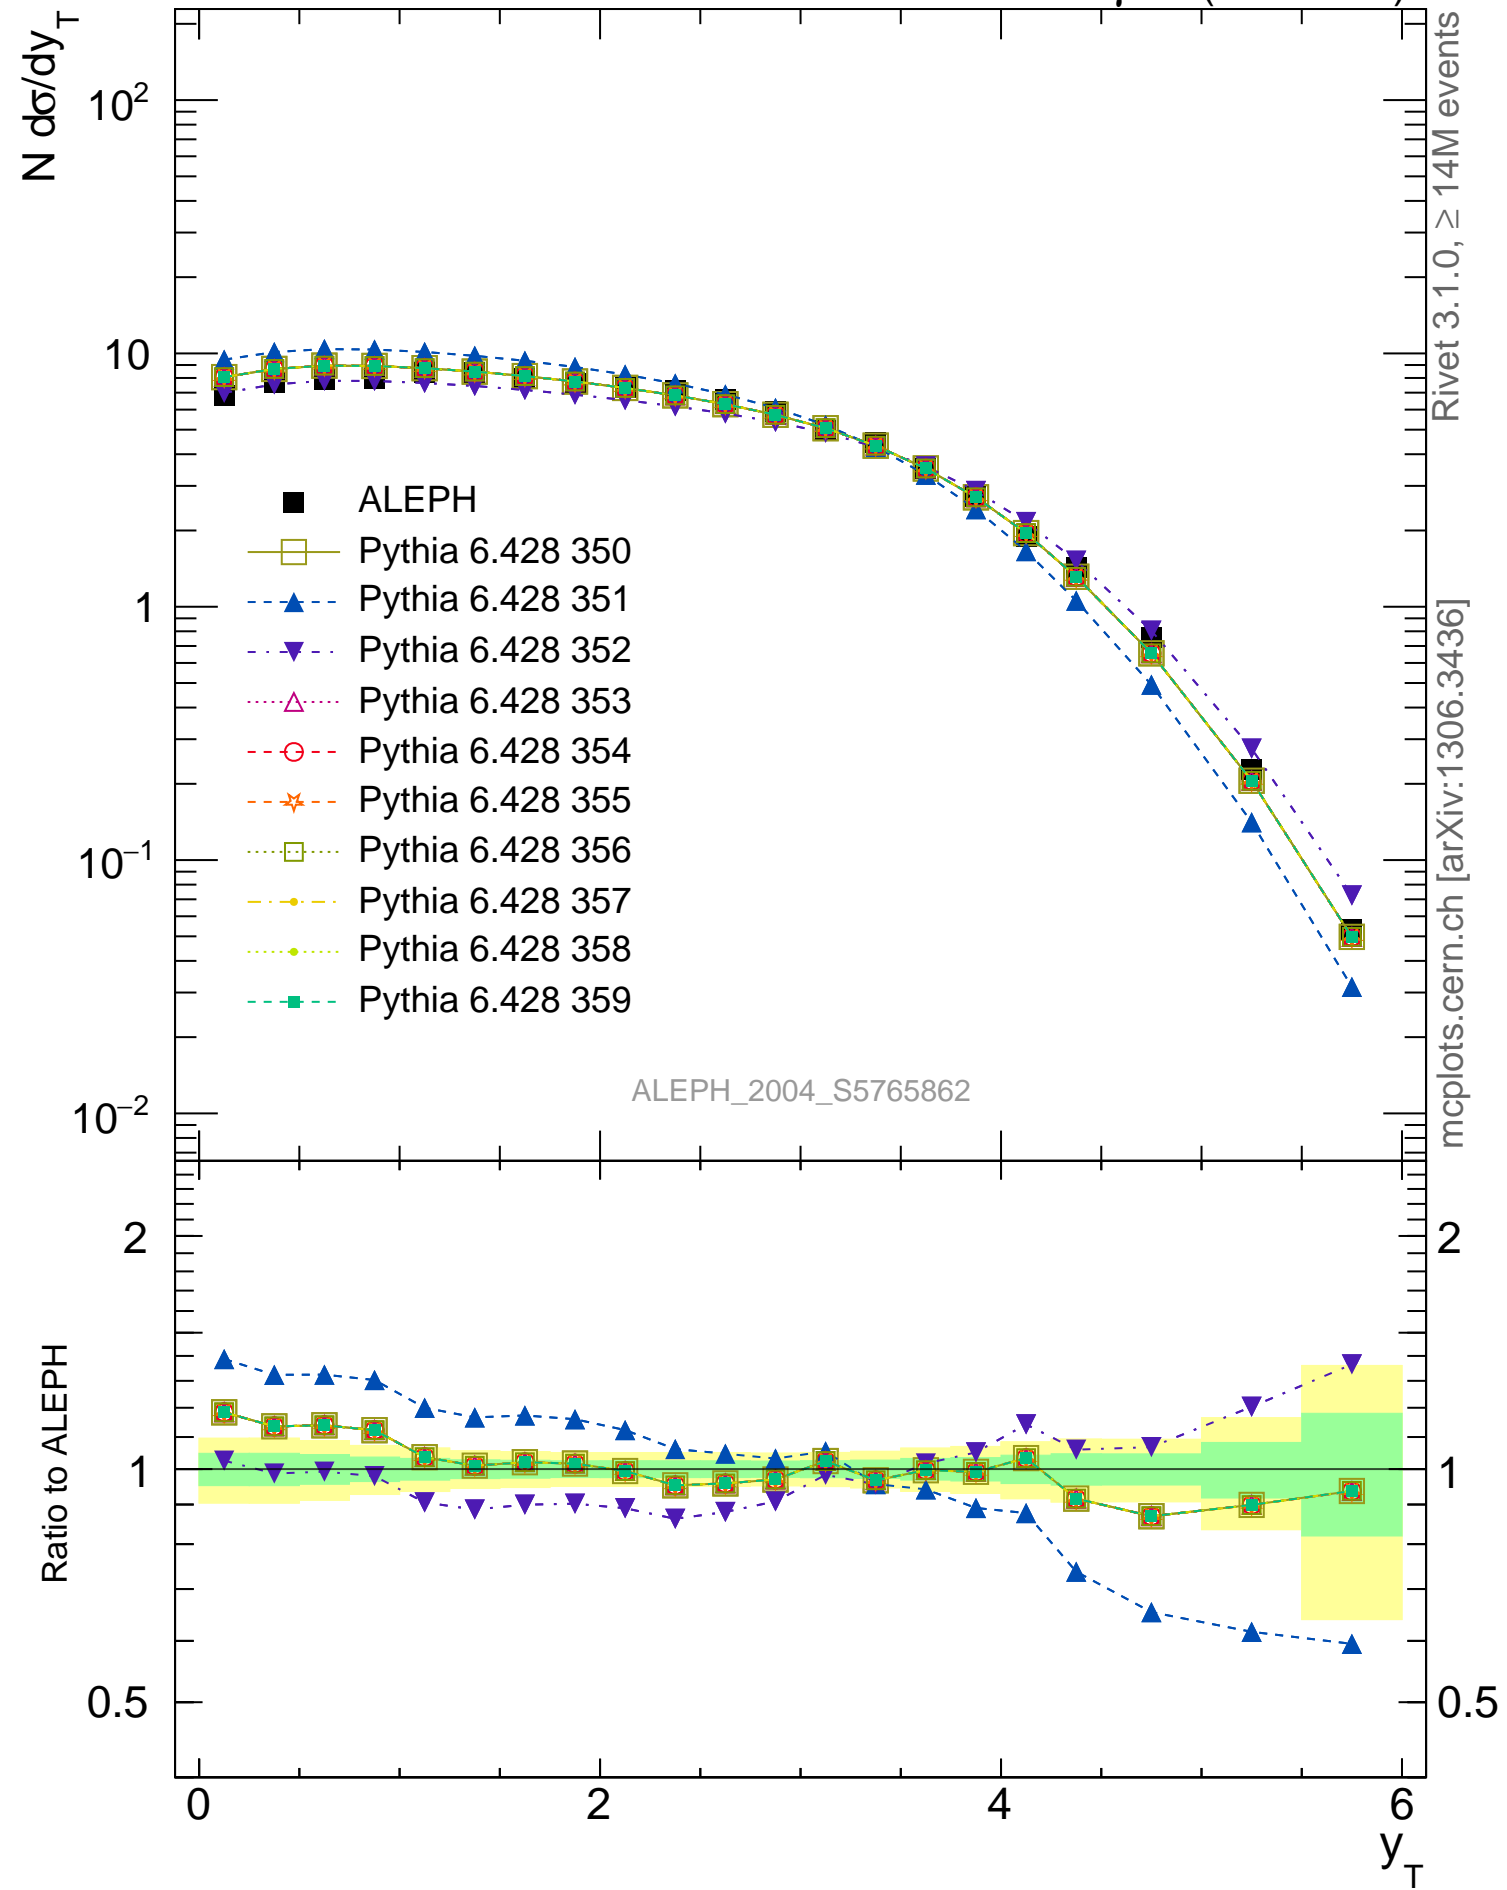 N dσ/dy_T
10²
10
1
10⁻¹
10⁻²
ALEPH
Pythia 6.428 350
Pythia 6.428 351
Pythia 6.428 352
Pythia 6.428 353
Pythia 6.428 354
Pythia 6.428 355
Pythia 6.428 356
Pythia 6.428 357
Pythia 6.428 358
Pythia 6.428 359
ALEPH_2004_S5765862
Rivet 3.1.0, ≥ 14M events
mcplots.cern.ch [arXiv:1306.3436]
Ratio to ALEPH
2
1
0.5
2
1
0.5
0 2 4 6
y_T